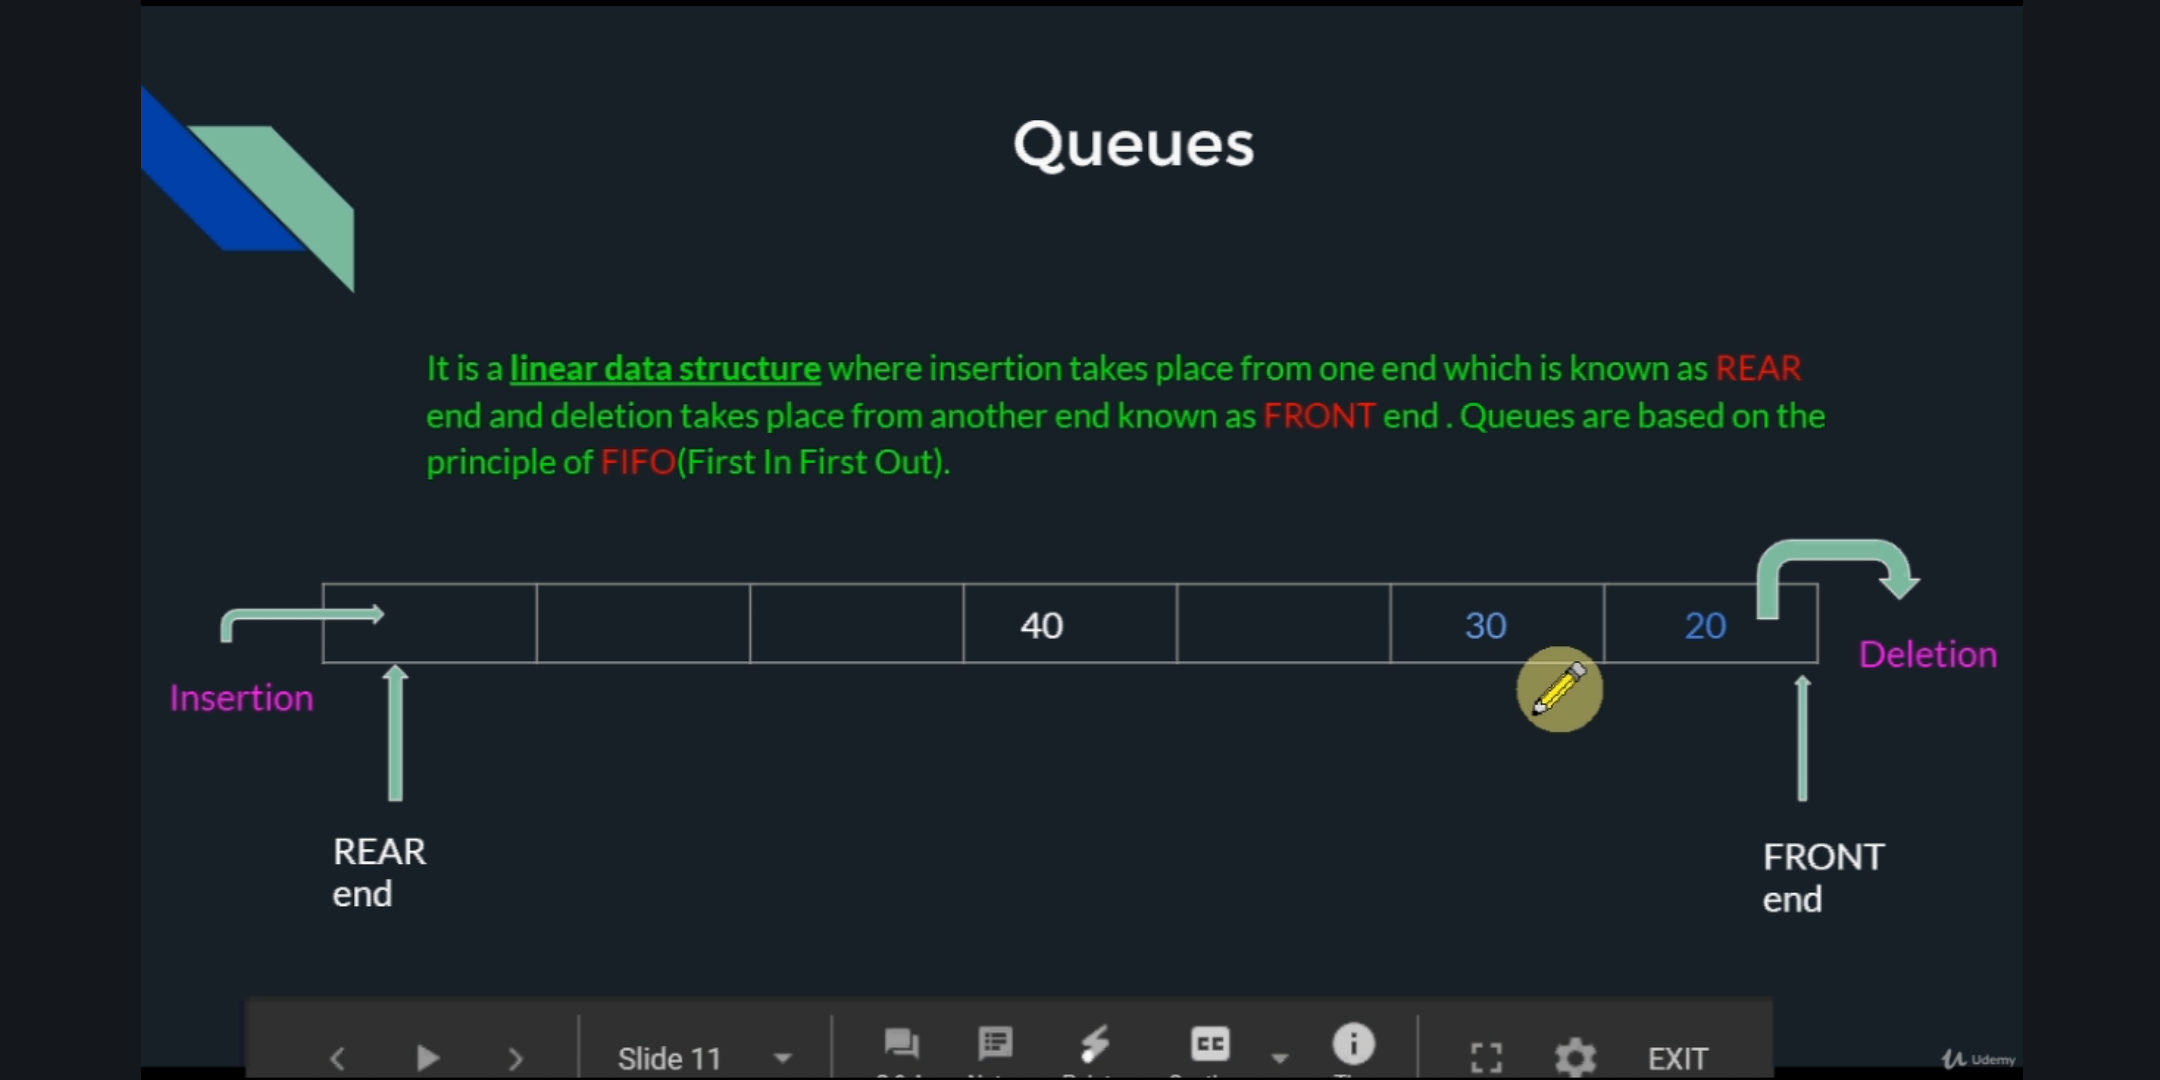 Queues
It is a linear data structure where insertion takes place from one end which is known as REAR
end and deletion takes place from another end known as FRONT end . Queues are based on the
principle of FIFO(First In First Out).
40 30 20
Insertion
Deletion
REAR
end
FRONT
end
Slide 11
CC
EXIT
Udemy